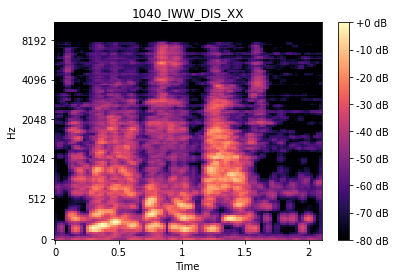 1040_IWW_DIS_XX
+0 dB
8192
-10 dB
4096
-20 dB
-30 dB
2048
Hz
-40 dB
1024
-50 dB
512
-60 dB
-70 dB
0
-80 dB
0
0.5
1
1.5
2
Time